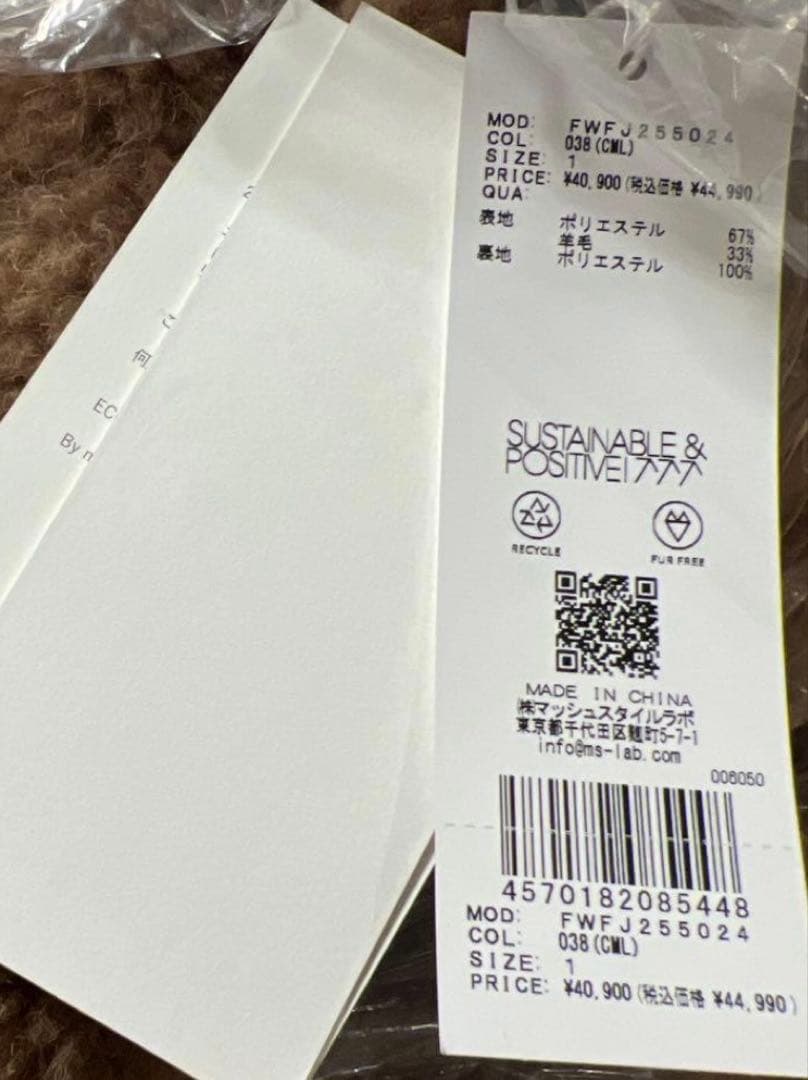 こ
何
EC
By
MOD: FWFJ255024
COL: 038(CML)
SIZE: 1
PRICE: ¥40,900(税込価格 ¥44,990)
QUA:
表地 ポリエステル 67%
羊毛 33%
裏地 ポリエステル 100%
SUSTAINABLE &
POSITIVE!
RECYCLE FUR FREE
MADE IN CHINA
㈱マッシュスタイルラボ
東京都千代田区麹町5-7-1
info@ms-lab.com
006050
4570182085448
MOD: FWFJ255024
COL: 038(CML)
SIZE: 1
PRICE: ¥40,900(税込価格 ¥44,990)